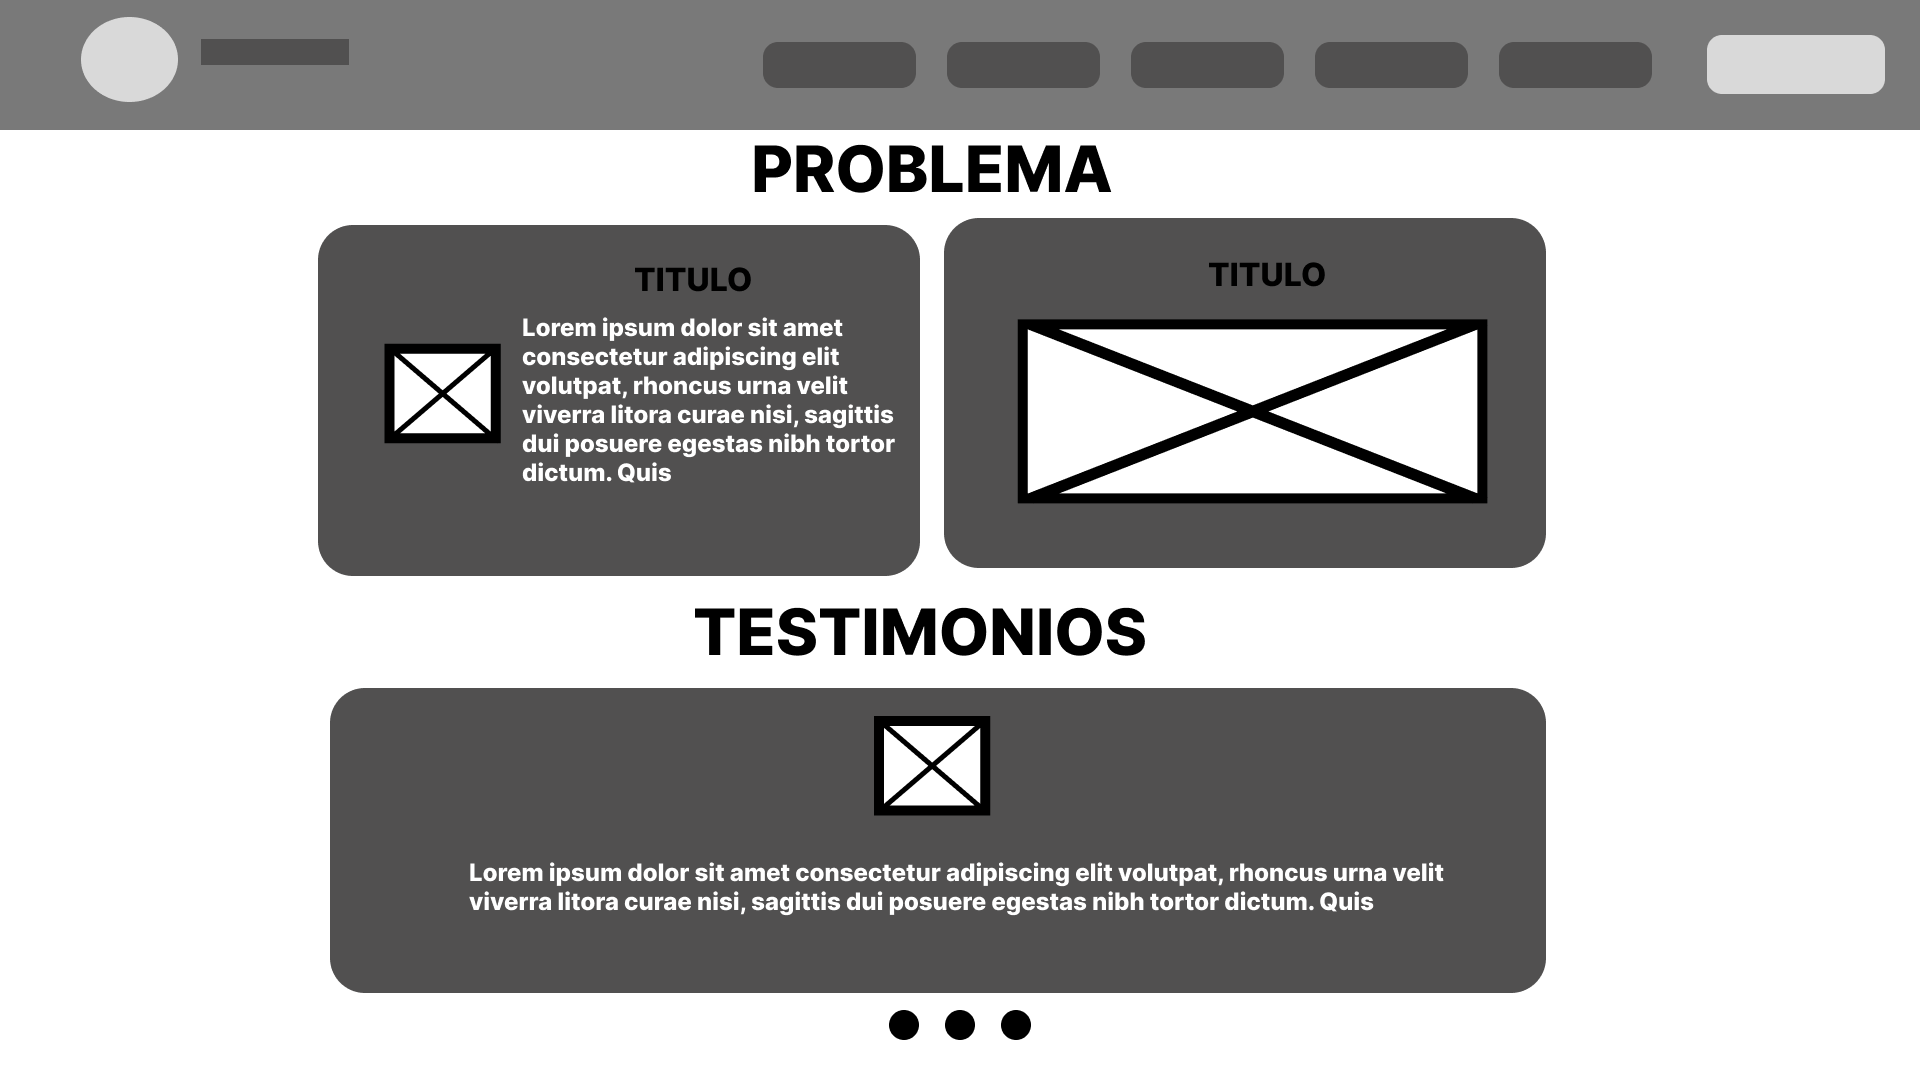 PROBLEMA
TITULO
Lorem ipsum dolor sit amet
consectetur adipiscing elit
volutpat, rhoncus urna velit
viverra litora curae nisi, sagittis
dui posuere egestas nibh tortor
dictum. Quis
TITULO
TESTIMONIOS
Lorem ipsum dolor sit amet consectetur adipiscing elit volutpat, rhoncus urna velit
viverra litora curae nisi, sagittis dui posuere egestas nibh tortor dictum. Quis